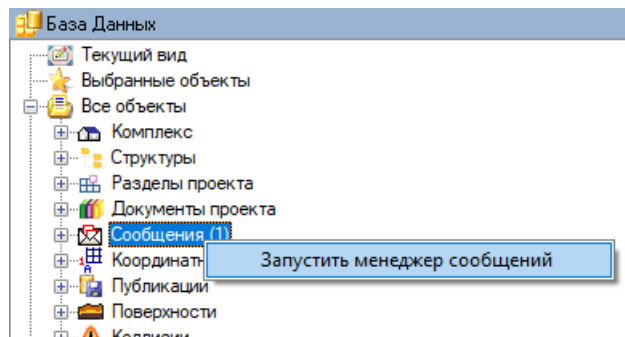 База Данных
Текущий вид
Выбранные объекты
Все объекты
Комплекс
Структуры
Разделы проекта
Документы проекта
Сообщения (1)
Запустить менеджер сообщений
Публикации
Поверхности